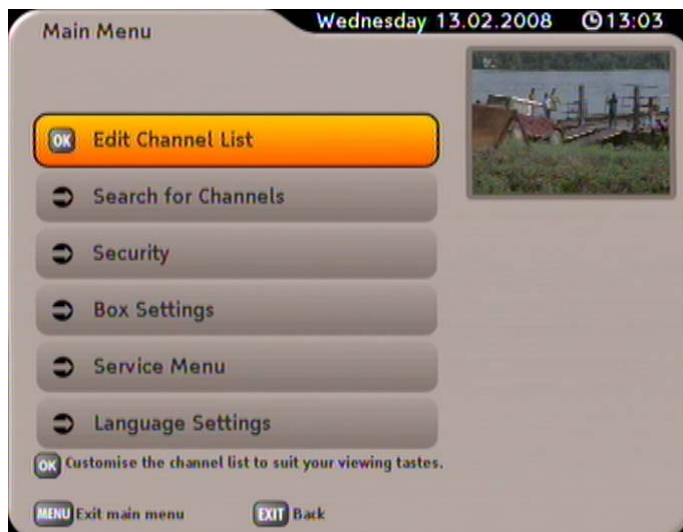 Main Menu
Wednesday 13.02.2008 13:03
OK Edit Channel List
Search for Channels
Security
Box Settings
Service Menu
Language Settings
OK Customise the channel list to suit your viewing tastes.
MENU Exit main menu EXIT Back